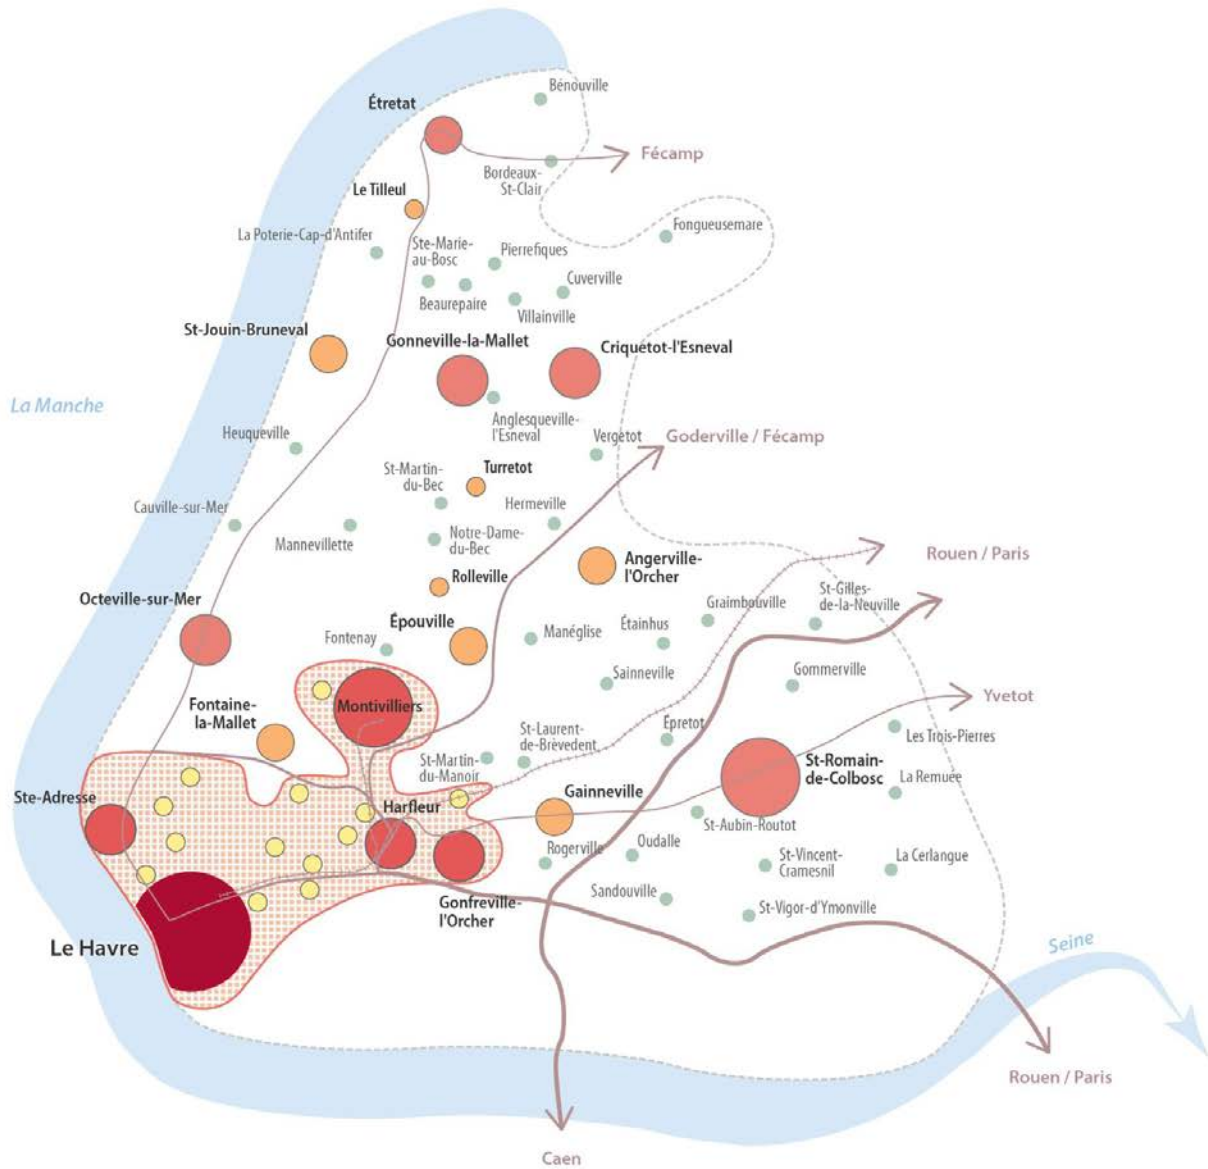 Bénouville
Étretat
Fécamp
Bordeaux-
St-Clair
Le Tilleul
Fongueusemare
La Poterie-Cap-d'Antifer
Ste-Marie-
au-Bosc
Pierrefiques
Cuverville
Beaurepaire
Villainville
St-Jouin-Bruneval
Gonneville-la-Mallet
Criquetot-l'Esneval
La Manche
Anglesqueville-
l'Esneval
Heuqueville
Vergetot
Goderville / Fécamp
St-Martin-
du-Bec
Turretot
Cauville-sur-Mer
Hermeville
Mannevillette
Notre-Dame-
du-Bec
Angerville-
l'Orcher
Rouen / Paris
Rolleville
St-Gilles-
de-la-Neuville
Octeville-sur-Mer
Graimbouville
Épouville
Étainhus
Fontenay
Manéglise
Sainneville
Gommerville
Yvetot
Fontaine-
la-Mallet
Montivilliers
St-Laurent-
de-Brèvedent
Épretot
Les Trois-Pierres
St-Martin-
du-Manoir
St-Romain-
de-Colbosc
La Remuée
Ste-Adresse
Harfleur
Gainneville
St-Aubin-Routot
Rogerville
Oudalle
St-Vincent-
Cramesnil
La Cerlangue
Sandouville
Gonfreville-
l'Orcher
St-Vigor-d'Ymonville
Le Havre
Seine
Rouen / Paris
Caen